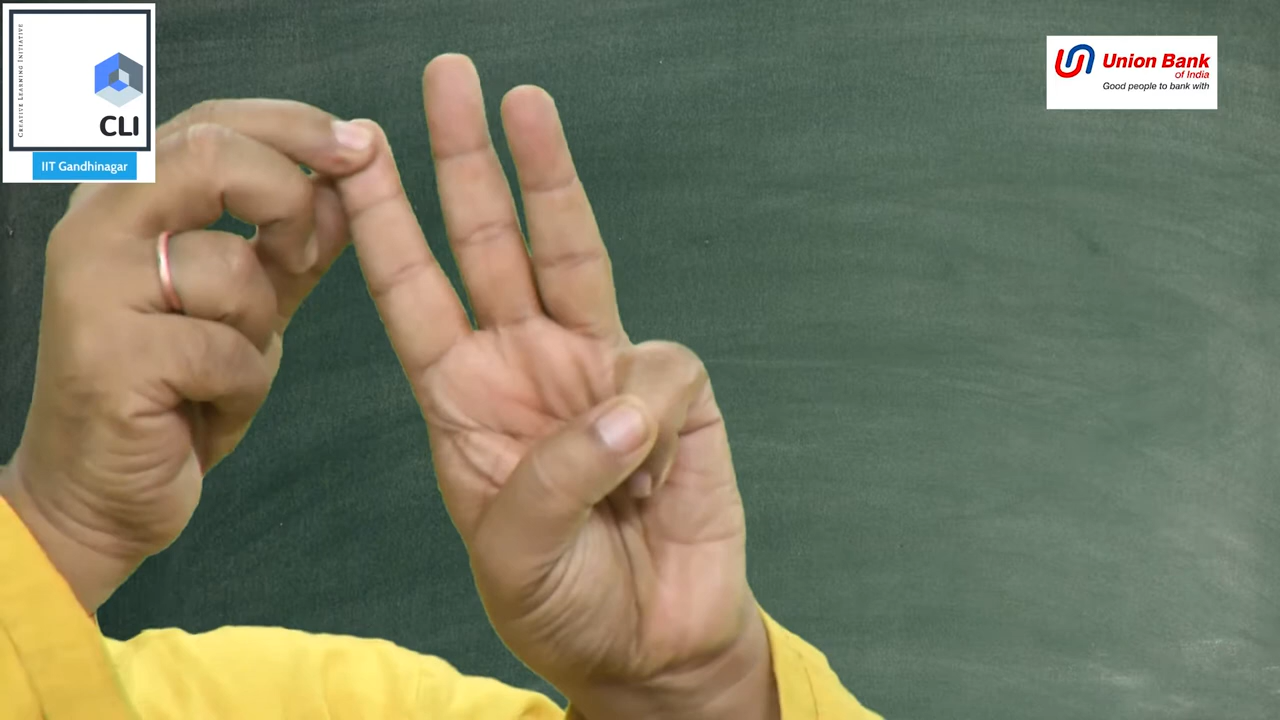 CREATIVE LEARNING INITIATIVE
CLI
IIT Gandhinagar
Union Bank
of India
Good people to bank with